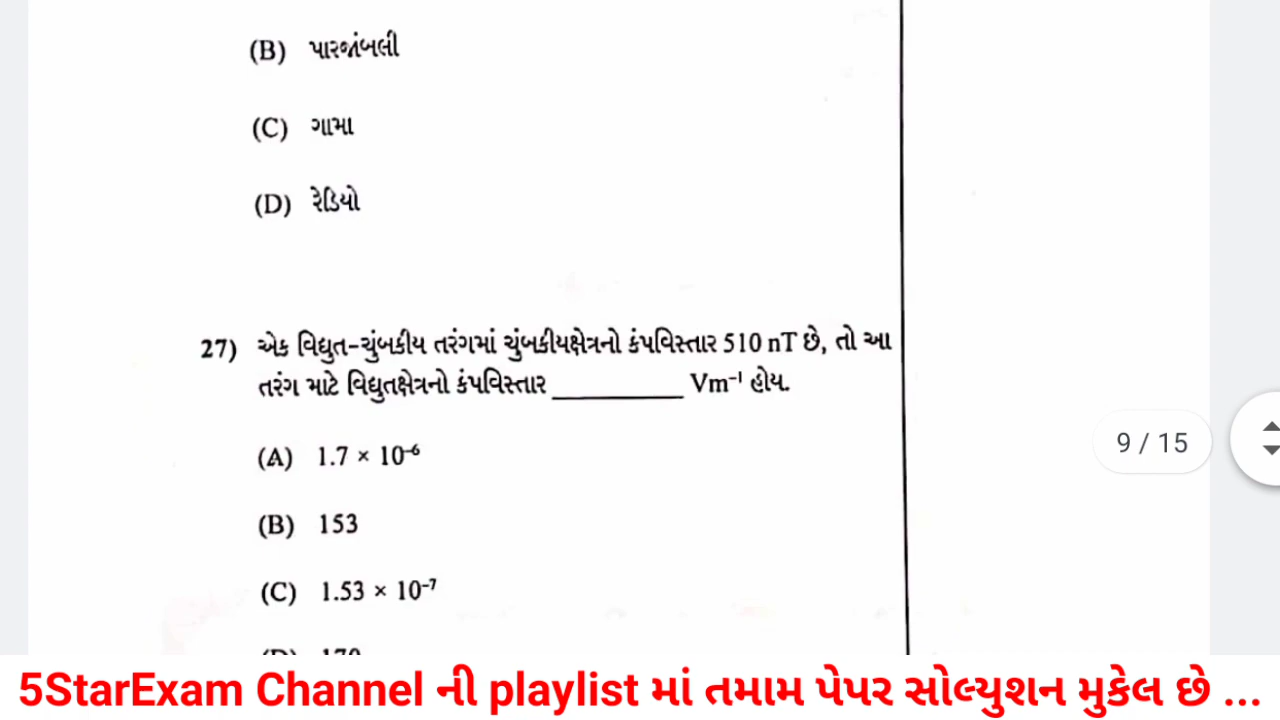 (B) પારજાંબલી
(C) ગામા
(D) રેડિયો
27) એક વિદ્યુત-ચુંબકીય તરંગમાં ચુંબકીયક્ષેત્રનો કંપવિસ્તાર 510 nT છે, તો આ
તરંગ માટે વિદ્યુતક્ષેત્રનો કંપવિસ્તાર __________ Vm⁻¹ હોય.
(A) 1.7 × 10⁻⁶
9 / 15
(B) 153
(C) 1.53 × 10⁻⁷
(D) 170
5StarExam Channel ની playlist માં તમામ પેપર સોલ્યુશન મુકેલ છે ...